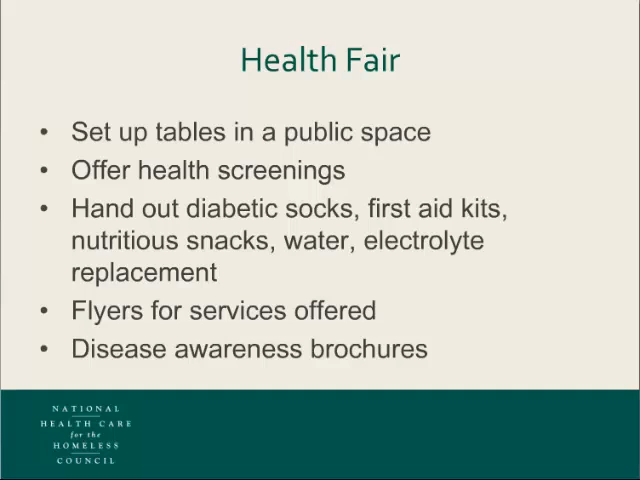 Health Fair
• Set up tables in a public space
• Offer health screenings
• Hand out diabetic socks, first aid kits,
nutritious snacks, water, electrolyte
replacement
• Flyers for services offered
• Disease awareness brochures
NATIONAL
HEALTH CARE
for the
HOMELESS
COUNCIL